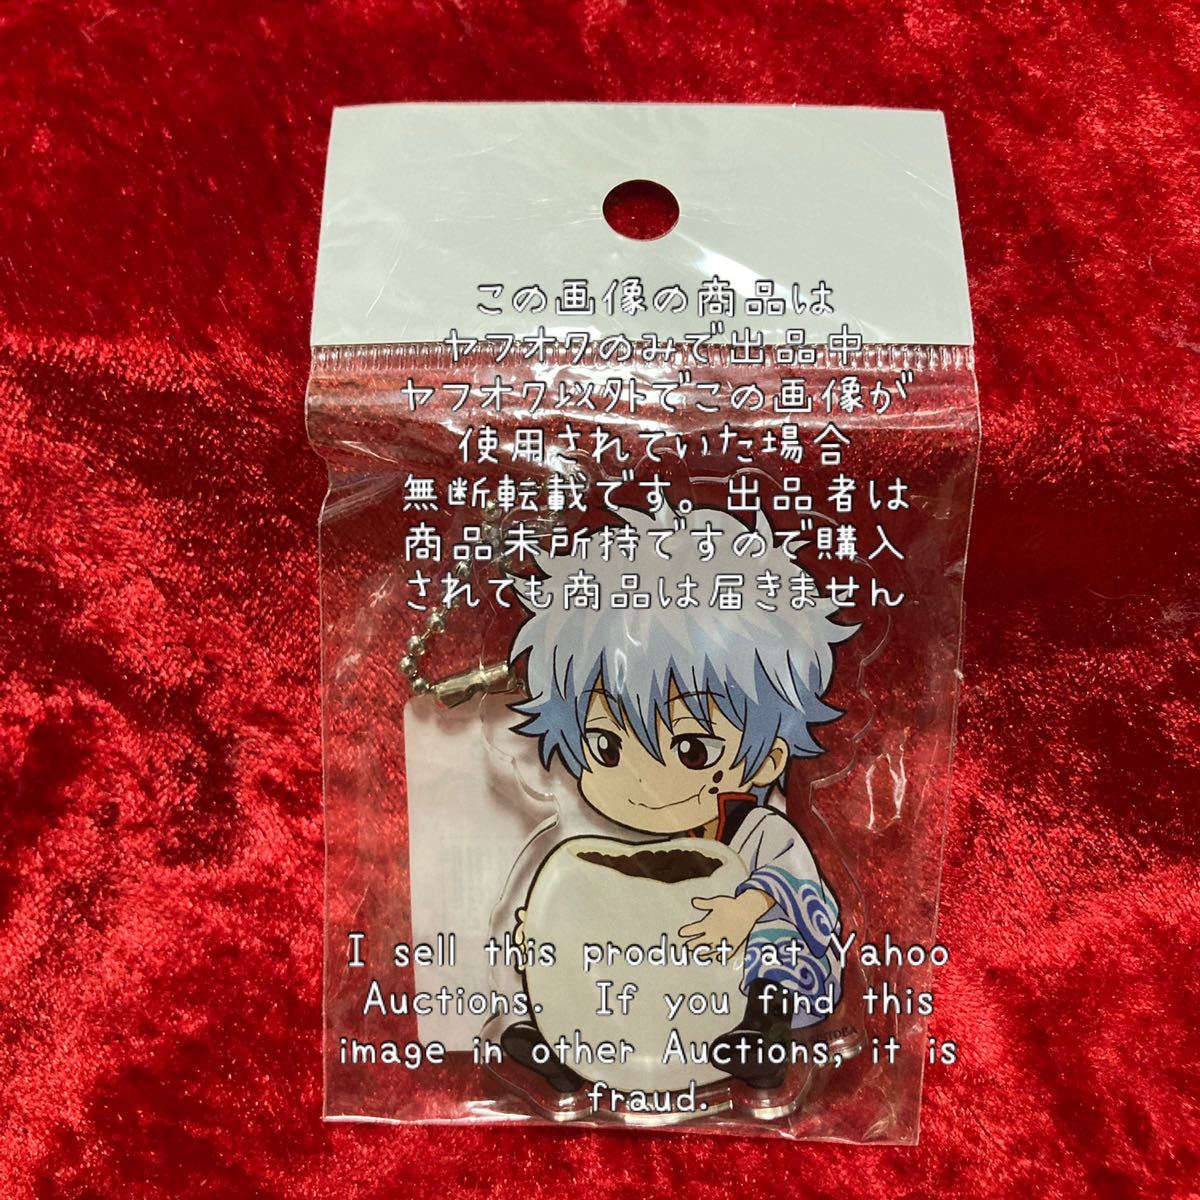 この画像の商品は
ヤフオクのみで出品中
ヤフオク以外でこの画像が
使用されていた場合
無断転載です。出品者は
商品未所持ですので購入
されても商品は届きません
I sell this product at Yahoo
Auctions. If you find this
image in other Auctions, it is
fraud.